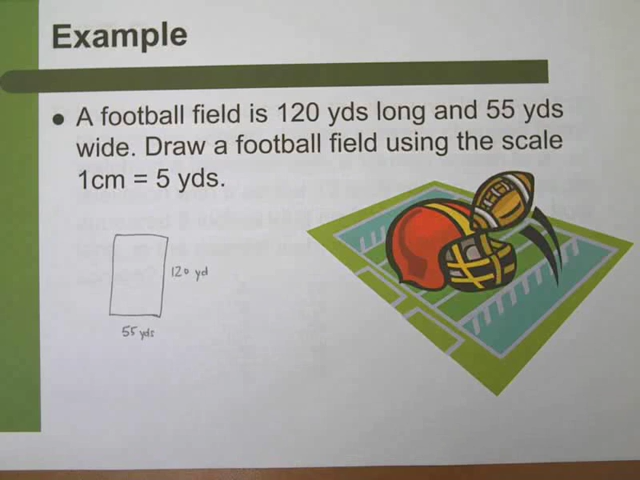 Example
• A football field is 120 yds long and 55 yds
wide. Draw a football field using the scale
1cm = 5 yds.
120 yd
55 yds